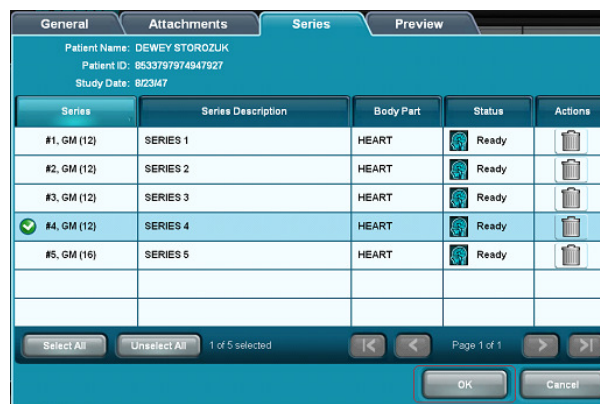 General Attachments Series Preview
Patient Name: DEWEY STOROZUK
Patient ID: 8533797974947927
Study Date: 8/23/47
Series Series Description Body Part Status Actions
#1, GM (12) SERIES 1 HEART Ready
#2, GM (12) SERIES 2 HEART Ready
#3, GM (12) SERIES 3 HEART Ready
#4, GM (12) SERIES 4 HEART Ready
#5, GM (16) SERIES 5 HEART Ready
Select All Unselect All 1 of 5 selected Page 1 of 1
OK Cancel